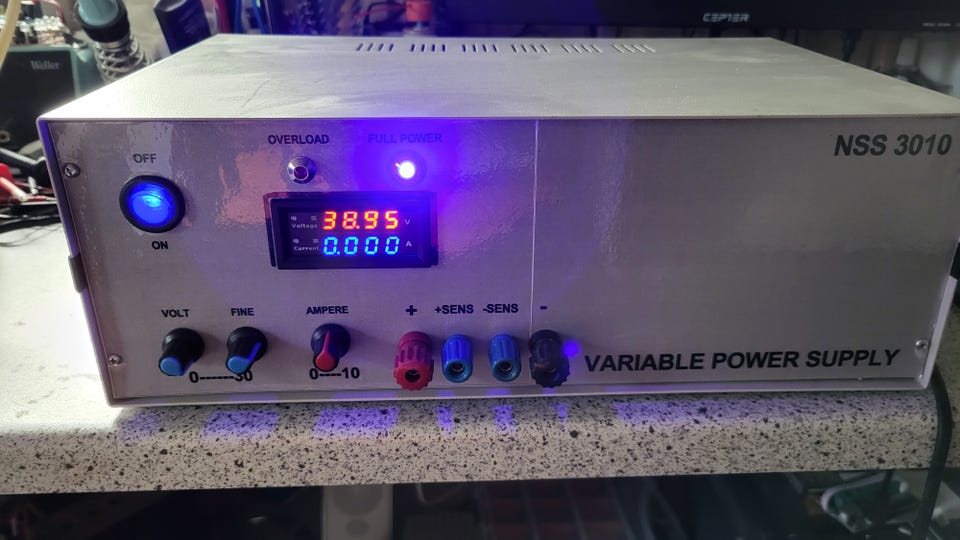 CEPTER
Weller
NSS 3010
OVERLOAD
FULL POWER
OFF
ON
Voltage 38.95 V
Current 0.000 A
VOLT
FINE
AMPERE
+
+SENS
-SENS
-
0------30
0----10
VARIABLE POWER SUPPLY